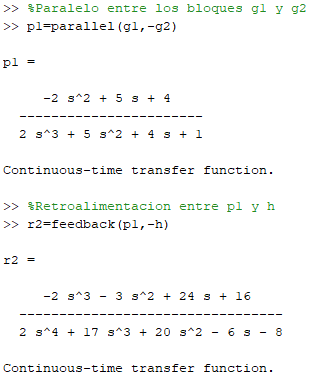 >> %Paralelo entre los bloques g1 y g2
>> p1=parallel(g1,-g2)
p1 =
-2 s^2 + 5 s + 4
-----------------------
2 s^3 + 5 s^2 + 4 s + 1
Continuous-time transfer function.
>> %Retroalimentacion entre p1 y h
>> r2=feedback(p1,-h)
r2 =
-2 s^3 - 3 s^2 + 24 s + 16
---------------------------------
2 s^4 + 17 s^3 + 20 s^2 - 6 s - 8
Continuous-time transfer function.